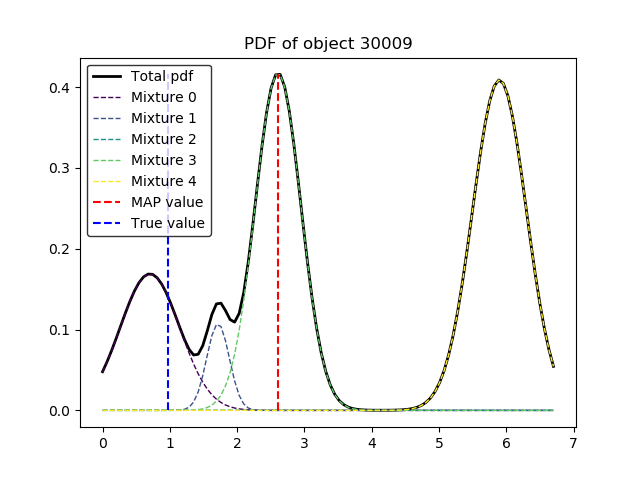 PDF of object 30009
Total pdf
Mixture 0
Mixture 1
Mixture 2
Mixture 3
Mixture 4
MAP value
True value
0.4
0.3
0.2
0.1
0.0
0 1 2 3 4 5 6 7